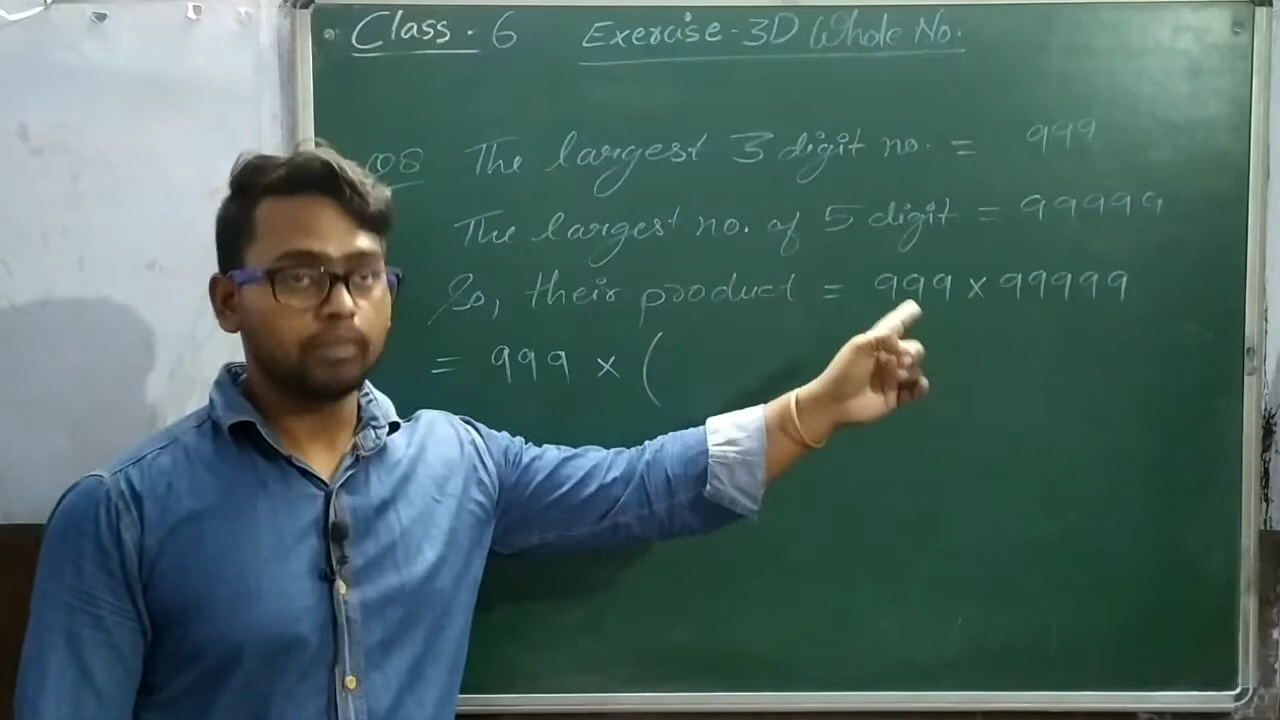 Class. 6 Exercise-3D Whole No.
08 The largest 3 digit no. = 999
The largest no. of 5 digit = 99999
So, their product = 999 × 99999
= 999 × (